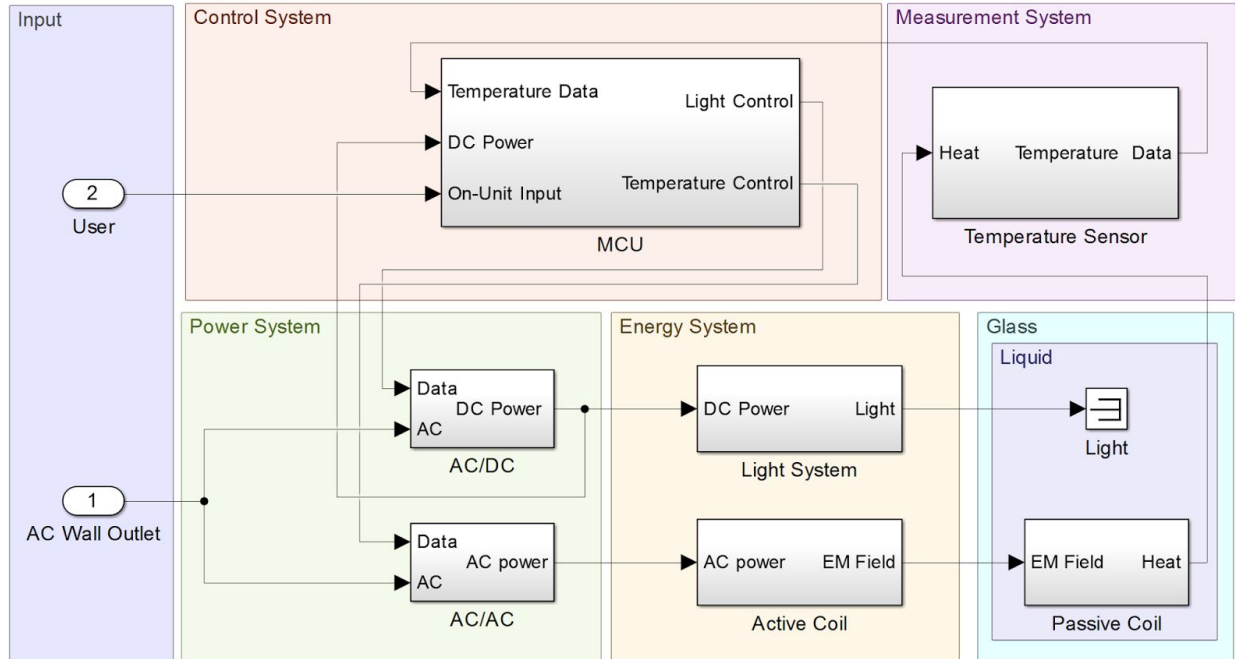 Input
Control System
Measurement System
Temperature Data
DC Power
On-Unit Input
Light Control
Temperature Control
MCU
Heat
Temperature Data
Temperature Sensor
2
User
1
AC Wall Outlet
Power System
Data
AC
DC Power
AC/DC
Data
AC
AC power
AC/AC
Energy System
DC Power
Light
Light System
AC power
EM Field
Active Coil
Glass
Liquid
Light
EM Field
Heat
Passive Coil